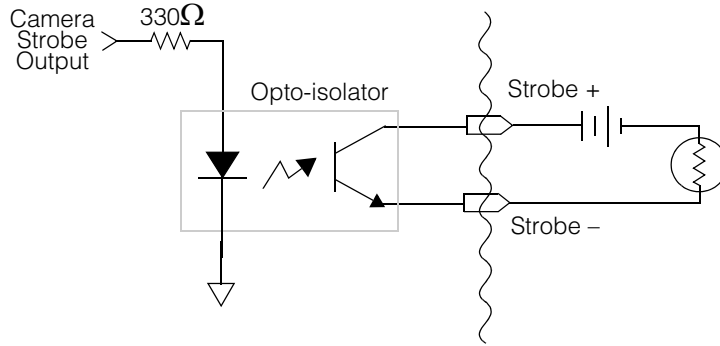 Camera
Strobe
Output
330Ω
Opto-isolator
Strobe +
Strobe –